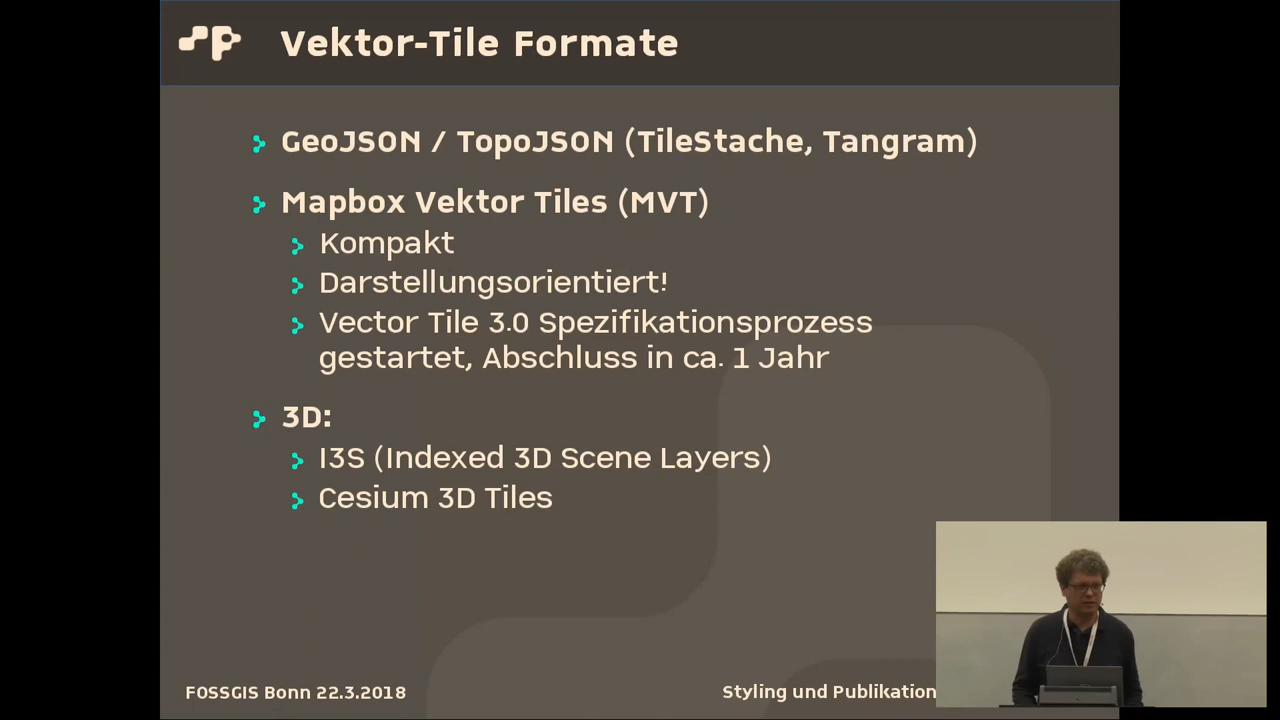 Vektor-Tile Formate
GeoJSON / TopoJSON (TileStache, Tangram)
Mapbox Vektor Tiles (MVT)
Kompakt
Darstellungsorientiert!
Vector Tile 3.0 Spezifikationsprozess
gestartet, Abschluss in ca. 1 Jahr
3D:
I3S (Indexed 3D Scene Layers)
Cesium 3D Tiles
FOSSGIS Bonn 22.3.2018
Styling und Publikation